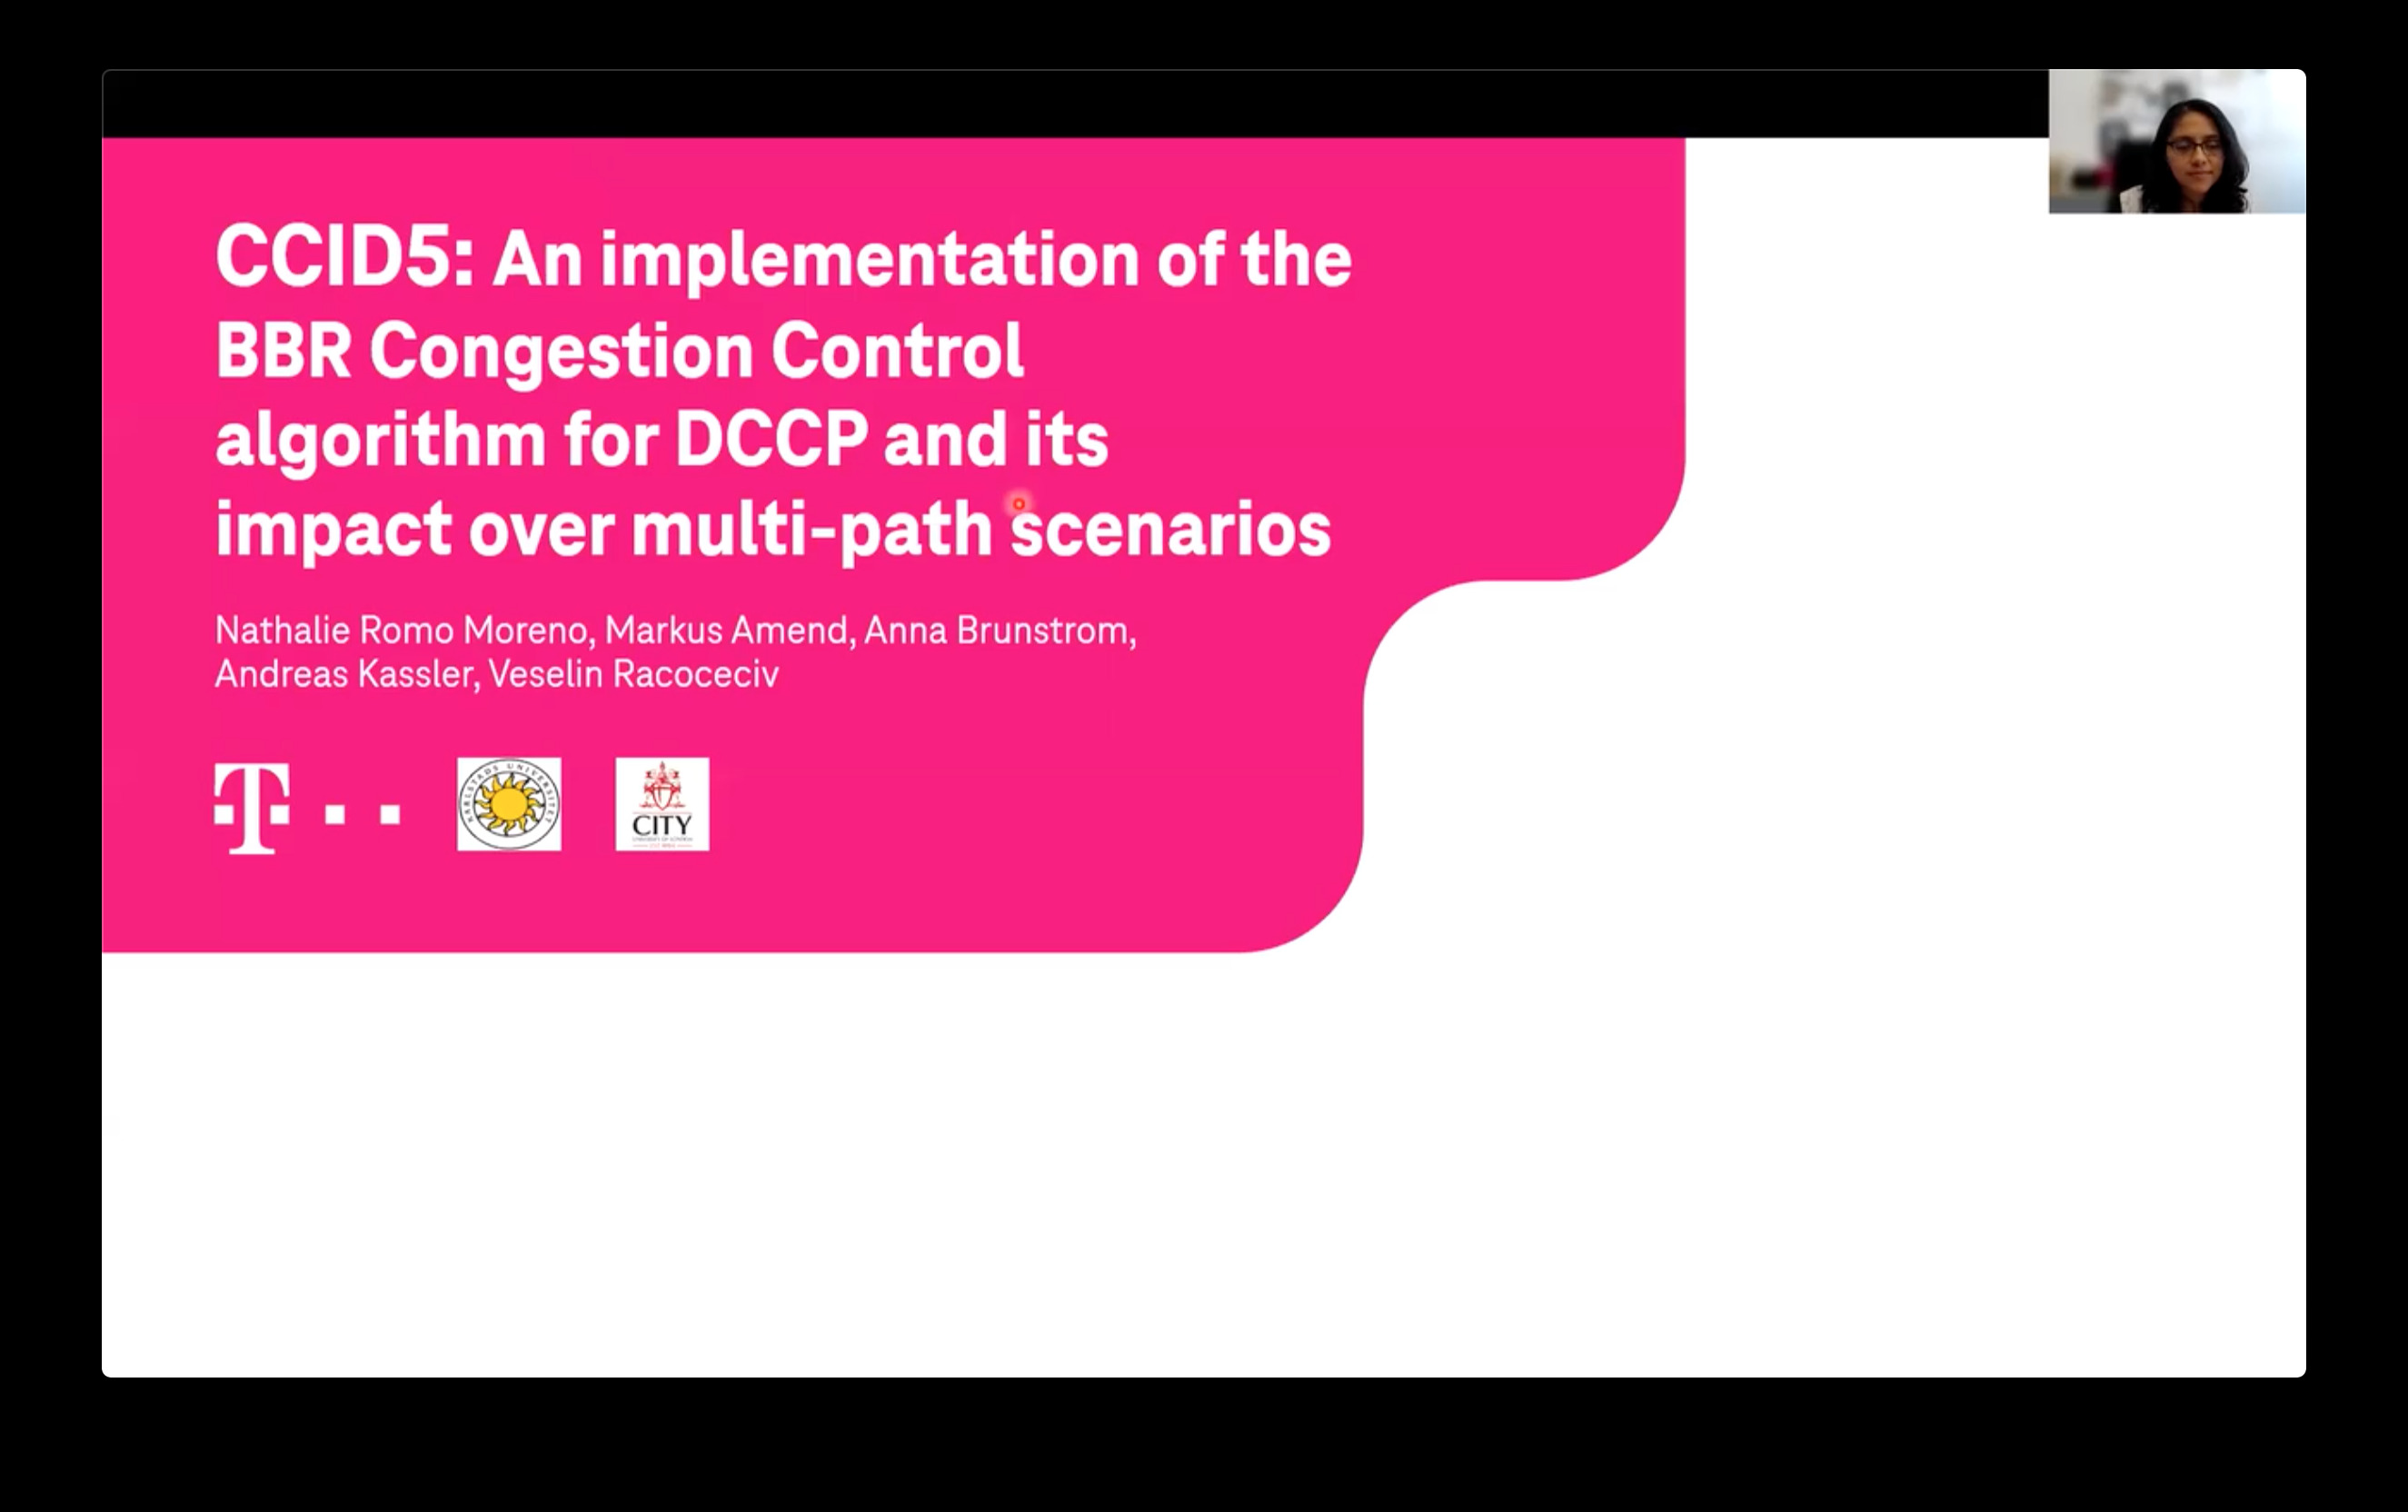 CCID5: An implementation of the
BBR Congestion Control
algorithm for DCCP and its
impact over multi-path scenarios
Nathalie Romo Moreno, Markus Amend, Anna Brunstrom,
Andreas Kassler, Veselin Racoceciv
T
KARLSTADS UNIVERSITET
CITY